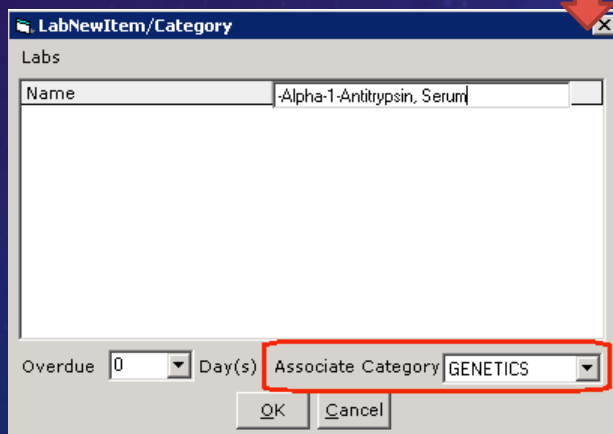 LabNewItem/Category
Labs
Name -Alpha-1-Antitrypsin, Serum
Overdue 0 Day(s) Associate Category GENETICS
OK Cancel